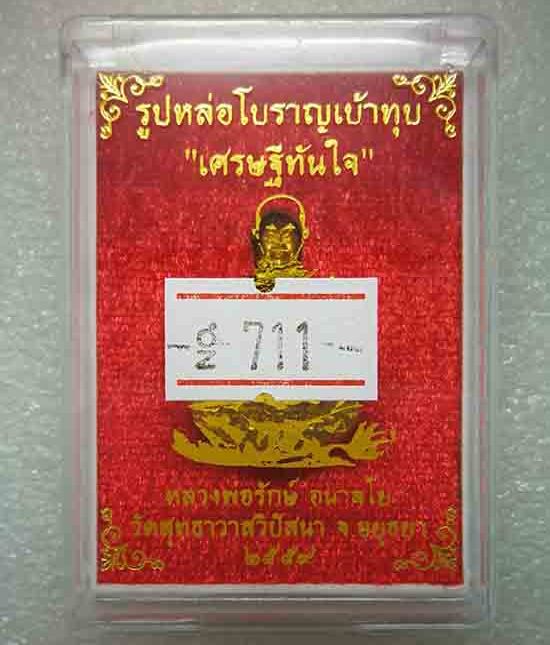 รูปหล่อโบราญเบ้าทุบ
"เศรษฐีทันใจ"
No 711
หลวงพ่อรักษ์ อนาลโย
วัดสุทธาวาสวิปัสนา จ.อยุธยา
๒๕๕๙